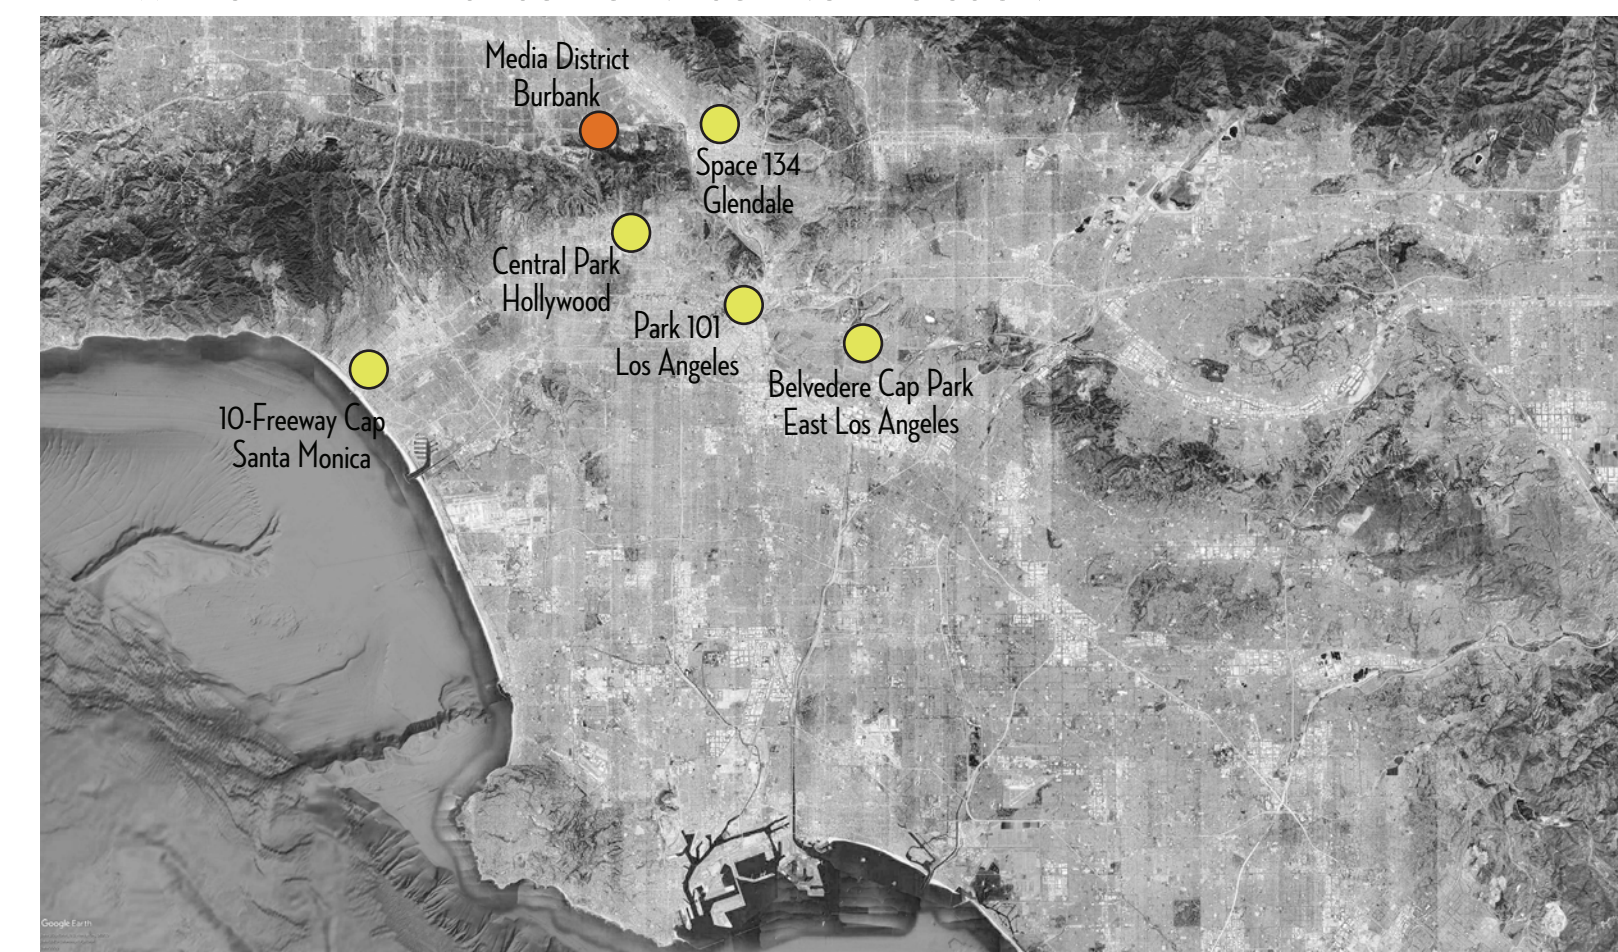 Media District
Burbank
Space 134
Glendale
Central Park
Hollywood
Park 101
Los Angeles
Belvedere Cap Park
East Los Angeles
10-Freeway Cap
Santa Monica
Google Earth